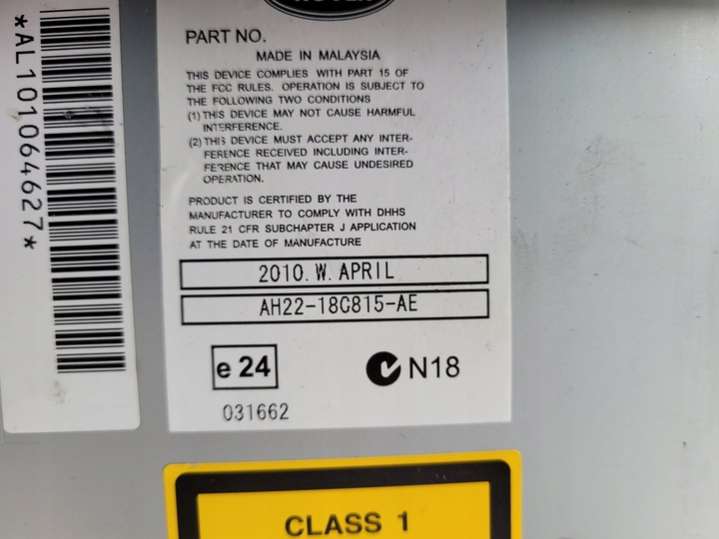 *AL101064627*
PART NO.
MADE IN MALAYSIA
THIS DEVICE COMPLIES WITH PART 15 OF
THE FCC RULES. OPERATION IS SUBJECT TO
THE FOLLOWING TWO CONDITIONS
(1) THIS DEVICE MAY NOT CAUSE HARMFUL
INTERFERENCE.
(2) THIS DEVICE MUST ACCEPT ANY INTER-
FERENCE RECEIVED INCLUDING INTER-
FERENCE THAT MAY CAUSE UNDESIRED
OPERATION.
PRODUCT IS CERTIFIED BY THE
MANUFACTURER TO COMPLY WITH DHHS
RULE 21 CFR SUBCHAPTER J APPLICATION
AT THE DATE OF MANUFACTURE
2010. W. APRIL
AH22-18C815-AE
e 24
N18
031662
CLASS 1